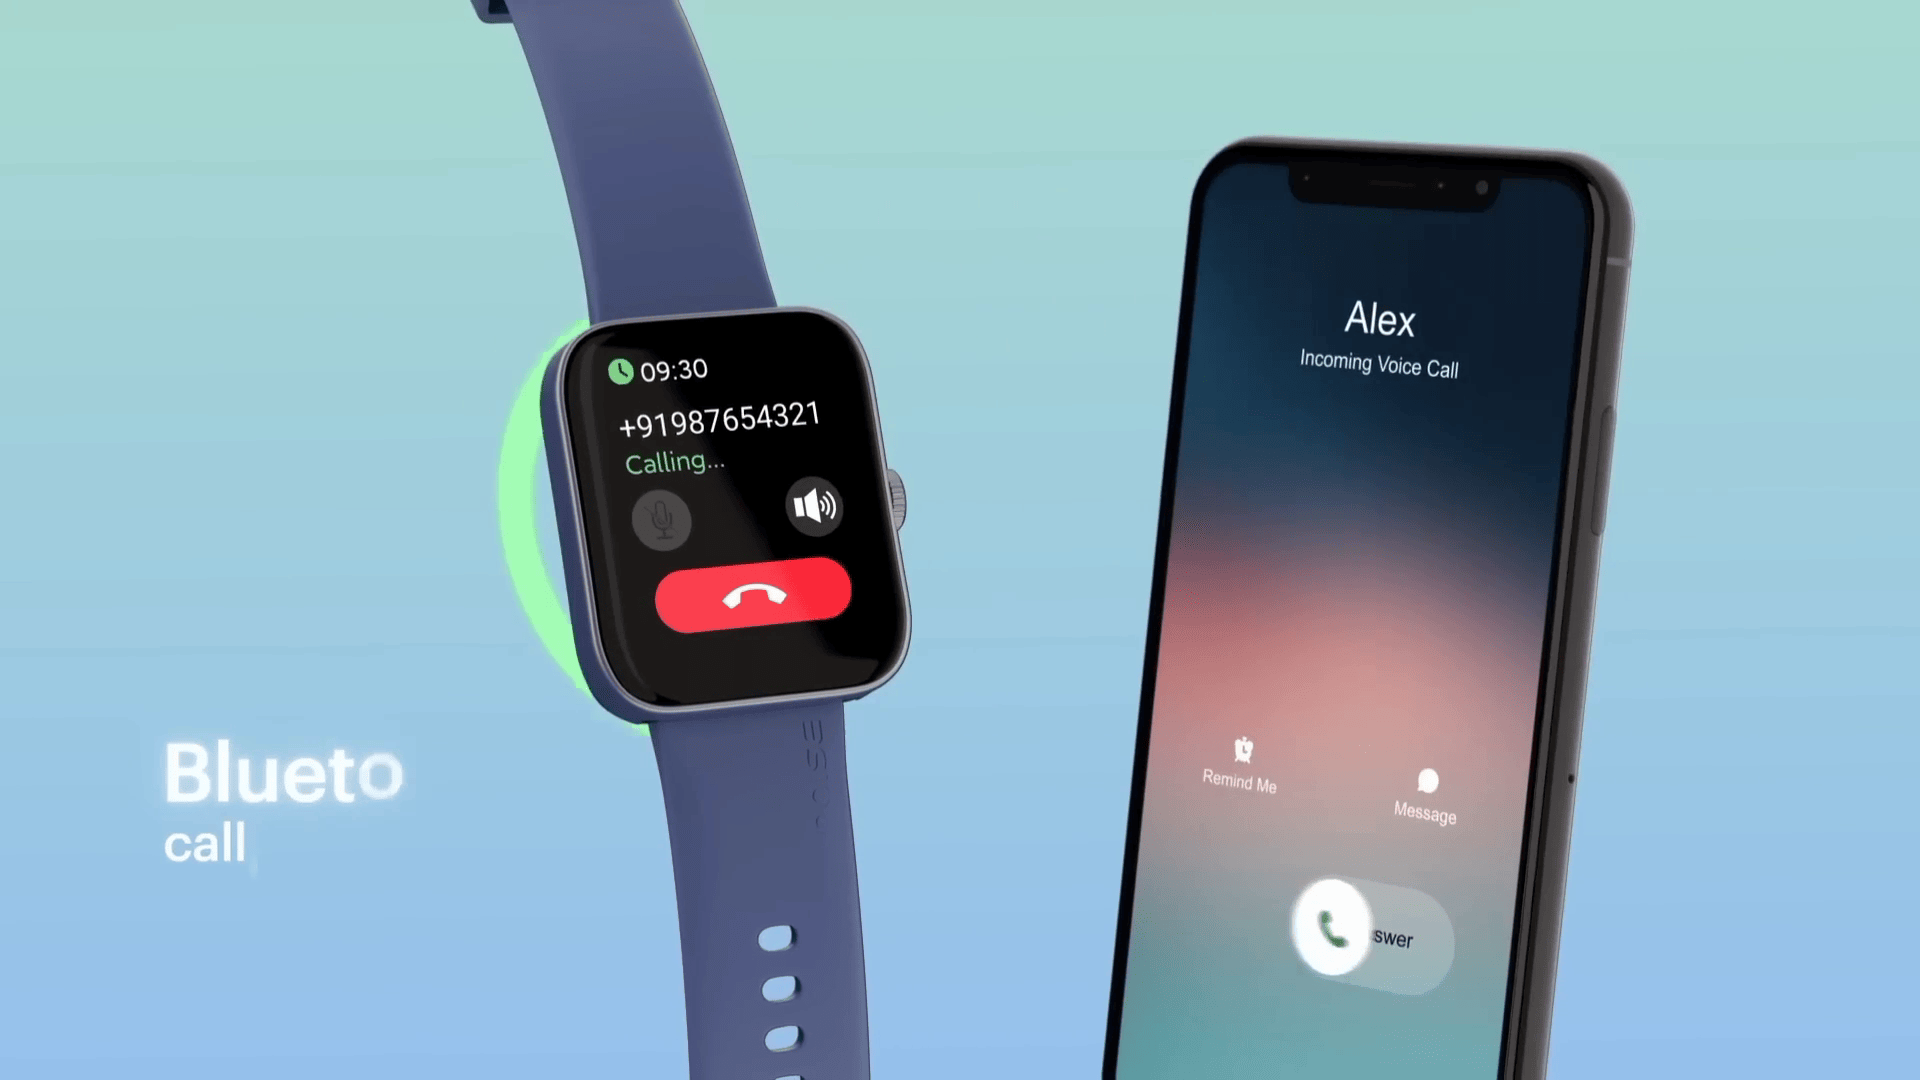 09:30
+91987654321
Calling...
Blueto
call
Alex
Incoming Voice Call
Remind Me
Message
swer